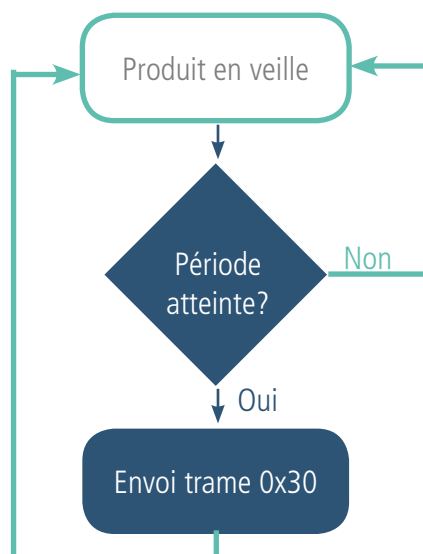 Produit en veille
Période
atteinte?
Non
Oui
Envoi trame 0x30